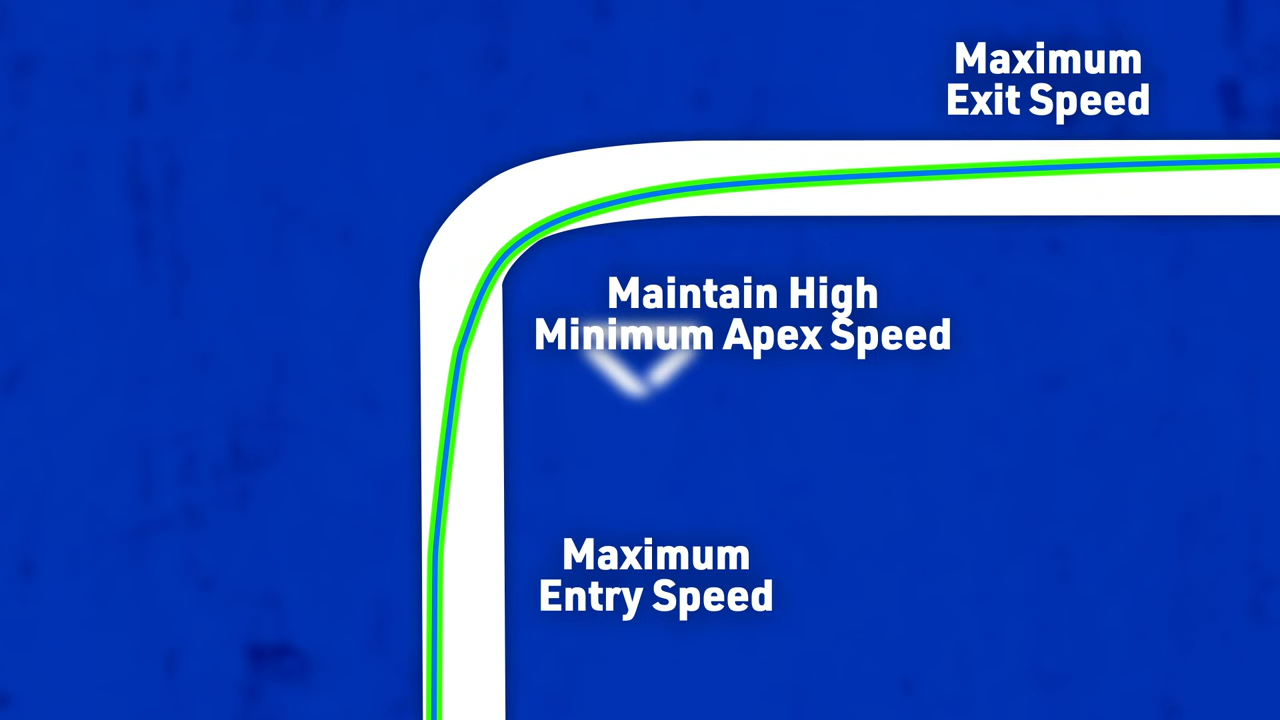 Maximum
Exit Speed
Maintain High
Minimum Apex Speed
Maximum
Entry Speed